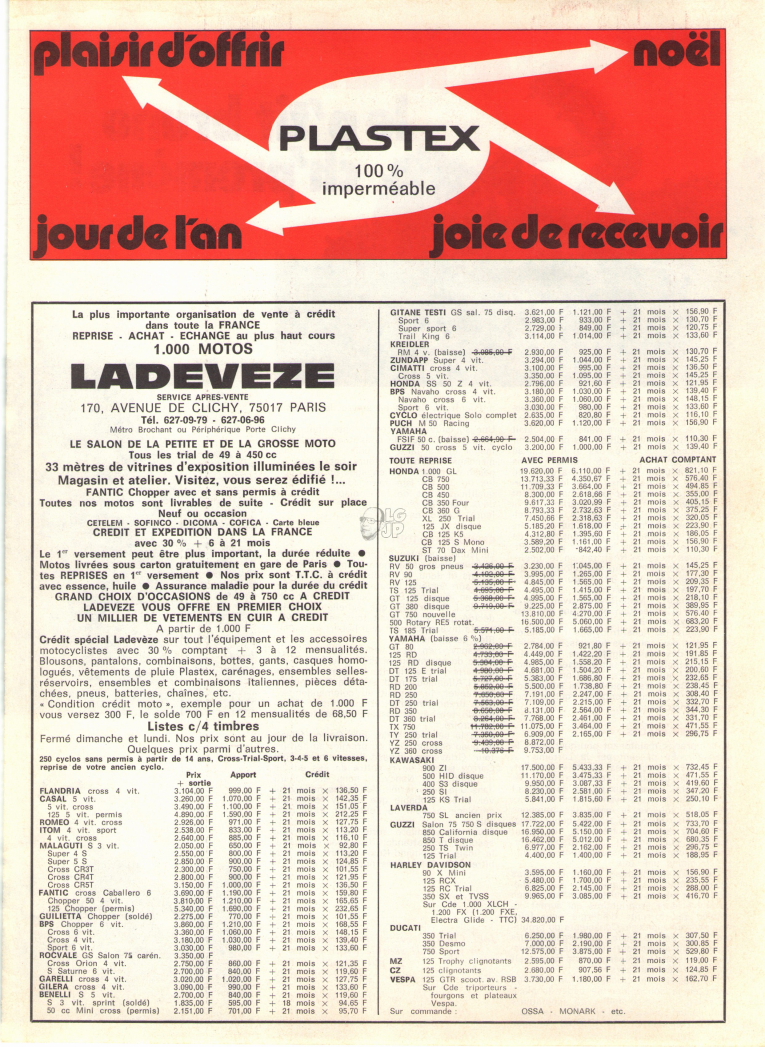 plaisir d'offrir
noël
PLASTEX
100 %
imperméable
jour de l'an
joie de recevoir
La plus importante organisation de vente à crédit
dans toute la FRANCE
REPRISE - ACHAT - ECHANGE au plus haut cours
1.000 MOTOS
LADEVEZE
SERVICE APRES-VENTE
170, AVENUE DE CLICHY, 75017 PARIS
Tél. 627-09-79 - 627-06-96
Métro Brochant ou Périphérique Porte Clichy
LE SALON DE LA PETITE ET DE LA GROSSE MOTO
Tous les trial de 49 à 450 cc
33 mètres de vitrines d'exposition illuminées le soir
Magasin et atelier. Visitez, vous serez édifié !...
FANTIC Chopper avec et sans permis à crédit
Toutes nos motos sont livrables de suite - Crédit sur place
Neuf ou occasion
CETELEM - SOFINCO - DICOMA - COFICA - Carte bleue
CREDIT ET EXPEDITION DANS LA FRANCE
avec 30 % + 6 à 21 mois
Le 1er versement peut être plus important, la durée réduite ●
Motos livrées sous carton gratuitement en gare de Paris ● Tou-
tes REPRISES en 1er versement ● Nos prix sont T.T.C. à crédit
avec essence, huile ● Assurance maladie pour la durée du crédit
GRAND CHOIX D'OCCASIONS de 49 à 750 cc A CREDIT
LADEVEZE VOUS OFFRE EN PREMIER CHOIX
UN MILLIER DE VETEMENTS EN CUIR A CREDIT
A partir de 1.000 F
Crédit spécial Ladevèze sur tout l'équipement et les accessoires
motocyclistes avec 30 % comptant + 3 à 12 mensualités.
Blousons, pantalons, combinaisons, bottes, gants, casques homo-
logués, vêtements de pluie Plastex, carénages, ensembles selles-
réservoirs, ensembles et combinaisons italiennes, pièces déta-
chées, pneus, batteries, chaînes, etc.
« Condition crédit moto », exemple pour un achat de 1.000 F
vous versez 300 F, le solde 700 F en 12 mensualités de 68,50 F
Listes c/4 timbres
Fermé dimanche et lundi. Nos prix sont au jour de la livraison.
Quelques prix parmi d'autres.
250 cyclos sans permis à partir de 14 ans, Cross-Trial-Sport, 3-4-5 et 6 vitesses,
reprise de votre ancien cyclo.
Prix Apport Crédit
+ sortie
FLANDRIA cross 4 vit. 3.104,00 F 999,00 F + 21 mois × 136,50 F
CASAL 5 vit. 3.260,00 F 1.070,00 F + 21 mois × 142,35 F
5 vit. cross 3.490,00 F 1.100,00 F + 21 mois × 151,05 F
125 5 vit. permis 4.890,00 F 1.590,00 F + 21 mois × 212,25 F
ROMEO 4 vit. cross 2.926,00 F 971,00 F + 21 mois × 127,75 F
ITOM 4 vit. sport 2.538,00 F 833,00 F + 21 mois × 113,20 F
4 vit. cross 2.640,00 F 885,00 F + 21 mois × 116,10 F
MALAGUTI S 3 vit. 2.050,00 F 650,00 F + 21 mois × 92,80 F
Super 4 S 2.550,00 F 800,00 F + 21 mois × 113,20 F
Super 5 S 2.850,00 F 900,00 F + 21 mois × 124,85 F
Cross CR3T 2.300,00 F 750,00 F + 21 mois × 101,55 F
Cross CR4T 2.800,00 F 900,00 F + 21 mois × 121,95 F
Cross CR5T 3.150,00 F 1.000,00 F + 21 mois × 136,50 F
FANTIC cross Caballero 6 3.690,00 F 1.190,00 F + 21 mois × 159,80 F
Chopper 50 4 vit. 3.810,00 F 1.210,00 F + 21 mois × 165,65 F
125 Chopper (permis) 5.340,00 F 1.690,00 F + 21 mois × 232,65 F
GUILIETTA Chopper (soldé) 2.275,00 F 770,00 F + 21 mois × 101,55 F
BPS Chopper 6 vit. 3.860,00 F 1.210,00 F + 21 mois × 168,55 F
Cross 6 vit. 3.360,00 F 1.060,00 F + 21 mois × 148,15 F
Cross 4 vit. 3.180,00 F 1.030,00 F + 21 mois × 139,40 F
Sport 6 vit. 3.030,00 F 980,00 F + 21 mois × 133,60 F
ROCVALE GS Salon 75 carén. 3.350,00 F
Cross Orion 4 vit. 2.750,00 F 860,00 F + 21 mois × 121,35 F
S Saturne 6 vit. 2.700,00 F 840,00 F + 21 mois × 119,60 F
GARELLI cross 4 vit. 3.020,00 F 1.020,00 F + 21 mois × 127,75 F
GILERA cross 4 vit. 3.090,00 F 990,00 F + 21 mois × 133,60 F
BENELLI S 5 vit. 2.700,00 F 840,00 F + 21 mois × 119,60 F
S 3 vit. sprint (soldé) 1.835,00 F 595,00 F + 18 mois × 94,65 F
50 cc Mini cross (permis) 2.151,00 F 701,00 F + 21 mois × 95,70 F
GITANE TESTI GS sal. 75 disq. 3.621,00 F 1.121,00 F + 21 mois × 156,90 F
Sport 6 2.983,00 F 933,00 F + 21 mois × 130,70 F
Super sport 6 2.729,00 F 849,00 F + 21 mois × 120,75 F
Trail King 6 3.114,00 F 1.014,00 F + 21 mois × 133,60 F
KREIDLER
RM 4 v. (baisse) 3.085,00 F 2.930,00 F 925,00 F + 21 mois × 130,70 F
ZUNDAPP Super 4 vit. 3.294,00 F 1.044,00 F + 21 mois × 145,25 F
CIMATTI cross 4 vit. 3.100,00 F 995,00 F + 21 mois × 136,50 F
Cross 5 vit. 3.350,00 F 1.095,00 F + 21 mois × 145,25 F
HONDA SS 50 Z 4 vit. 2.796,00 F 921,60 F + 21 mois × 121,95 F
BPS Navaho cross 4 vit. 3.180,00 F 1.030,00 F + 21 mois × 139,40 F
Navaho cross 6 vit. 3.360,00 F 1.060,00 F + 21 mois × 148,15 F
Sport 6 vit. 3.030,00 F 980,00 F + 21 mois × 133,60 F
CYCLO électrique Solo complet 2.635,00 F 820,80 F + 21 mois × 116,10 F
PUCH M 50 Racing 3.620,00 F 1.120,00 F + 21 mois × 156,90 F
YAMAHA
FSIF 50 c. (baisse) 2.664,90 F 2.504,00 F 841,00 F + 21 mois × 110,30 F
GUZZI 50 cross 5 vit. cyclo 3.200,00 F 1.000,00 F + 21 mois × 139,40 F
TOUTE REPRISE AVEC PERMIS ACHAT COMPTANT
HONDA 1.000 GL 19.620,00 F 6.110,00 F + 21 mois × 821,10 F
CB 750 13.713,33 F 4.350,67 F + 21 mois × 576,40 F
CB 500 11.709,33 F 3.664,00 F + 21 mois × 494,85 F
CB 450 8.300,00 F 2.618,66 F + 21 mois × 355,00 F
CB 350 Four 9.617,33 F 3.020,99 F + 21 mois × 405,15 F
CB 360 G 8.793,33 F 2.732,63 F + 21 mois × 375,25 F
XL 250 Trial 7.450,66 F 2.318,63 F + 21 mois × 320,05 F
125 JX disque 5.185,20 F 1.618,00 F + 21 mois × 223,90 F
CB 125 K5 4.312,80 F 1.395,60 F + 21 mois × 186,05 F
CB 125 S Mono 3.589,20 F 1.161,00 F + 21 mois × 156,90 F
ST 70 Dax Mini 2.502,00 F 842,40 F + 21 mois × 110,30 F
SUZUKI (baisse)
RV 50 gros pneus 3.426,00 F 3.230,00 F 1.045,00 F + 21 mois × 145,25 F
RV 90 4.192,00 F 3.995,00 F 1.265,00 F + 21 mois × 177,30 F
RV 125 5.135,00 F 4.845,00 F 1.565,00 F + 21 mois × 209,35 F
TS 125 Trial 4.695,00 F 4.495,00 F 1.415,00 F + 21 mois × 197,70 F
GT 125 disque 5.358,00 F 4.995,00 F 1.565,00 F + 21 mois × 218,10 F
GT 380 disque 9.719,00 F 9.225,00 F 2.875,00 F + 21 mois × 389,95 F
GT 750 nouvelle 13.810,00 F 4.270,00 F + 21 mois × 576,40 F
500 Rotary RE5 rotat. 16.500,00 F 5.060,00 F + 21 mois × 683,20 F
TS 185 Trial 5.571,00 F 5.185,00 F 1.665,00 F + 21 mois × 223,90 F
YAMAHA (baisse 6 %)
GT 80 2.962,00 F 2.784,00 F 921,80 F + 21 mois × 121,95 F
125 RD 4.733,00 F 4.449,00 F 1.422,20 F + 21 mois × 191,85 F
125 RD disque 5.304,00 F 4.985,00 F 1.558,20 F + 21 mois × 215,15 F
DT 125 E trial 4.980,60 F 4.681,00 F 1.504,20 F + 21 mois × 200,60 F
DT 175 trial 5.727,00 F 5.383,00 F 1.686,80 F + 21 mois × 232,65 F
RD 200 5.852,00 F 5.500,00 F 1.738,80 F + 21 mois × 238,45 F
RD 250 7.650,00 F 7.191,00 F 2.247,00 F + 21 mois × 308,40 F
DT 250 trial 7.563,00 F 7.109,00 F 2.215,00 F + 21 mois × 332,70 F
RD 350 8.650,00 F 8.131,00 F 2.564,00 F + 21 mois × 344,30 F
DT 360 trial 8.264,00 F 7.768,00 F 2.461,00 F + 21 mois × 331,70 F
TX 750 11.782,00 F 11.075,00 F 3.464,00 F + 21 mois × 471,55 F
TY 250 trial 7.350,00 F 6.909,00 F 2.165,00 F + 21 mois × 296,75 F
YZ 250 cross 9.439,00 F 8.872,00 F
YZ 360 cross 10.376 F 9.753,00 F
KAWASAKI
900 ZI 17.500,00 F 5.433,33 F + 21 mois × 732,45 F
500 HID disque 11.170,00 F 3.475,33 F + 21 mois × 471,55 F
400 S3 disque 9.950,00 F 3.087,33 F + 21 mois × 419,60 F
250 SI 8.230,00 F 2.581,00 F + 21 mois × 347,20 F
125 KS Trial 5.841,00 F 1.815,60 F + 21 mois × 250,10 F
LAVERDA
750 SL ancien prix 12.385,00 F 3.835,00 F + 21 mois × 518,05 F
GUZZI Salon 75 750 S disques 17.722,00 F 5.422,00 F + 21 mois × 733,70 F
850 California disque 16.950,00 F 5.150,00 F + 21 mois × 704,60 F
850 T disque 16.462,00 F 5.012,00 F + 21 mois × 680,35 F
250 TS Twin 6.977,00 F 2.162,00 F + 21 mois × 296,75 F
125 Trial 4.400,00 F 1.400,00 F + 21 mois × 188,95 F
HARLEY DAVIDSON
90 X Mini 3.595,00 F 1.160,00 F + 21 mois × 156,90 F
125 RCX 5.480,00 F 1.700,00 F + 21 mois × 235,55 F
125 RC Trial 6.825,00 F 2.145,00 F + 21 mois × 288,00 F
350 SX et TVSS 9.965,00 F 3.085,00 F + 21 mois × 416,70 F
Sur Cde 1.000 XLCH -
1.200 FX (1.200 FXE,
Electra Glide - TTC) 34.820,00 F
DUCATI
350 Trial 6.250,00 F 1.980,00 F + 21 mois × 307,50 F
350 Desmo 7.000,00 F 2.190,00 F + 21 mois × 300,85 F
750 Sport 12.575,00 F 3.875,00 F + 21 mois × 529,80 F
MZ 125 Trophy clignotants 2.595,00 F 870,00 F + 21 mois × 119,00 F
CZ 125 clignotants 2.680,00 F 907,56 F + 21 mois × 124,85 F
VESPA 125 GTR scoot av. RSB 3.730,00 F 1.180,00 F + 21 mois × 162,70 F
Sur Cde triporteurs -
fourgons et plateaux
Vespa.
Sur commande : OSSA - MONARK - etc.
LG
JP